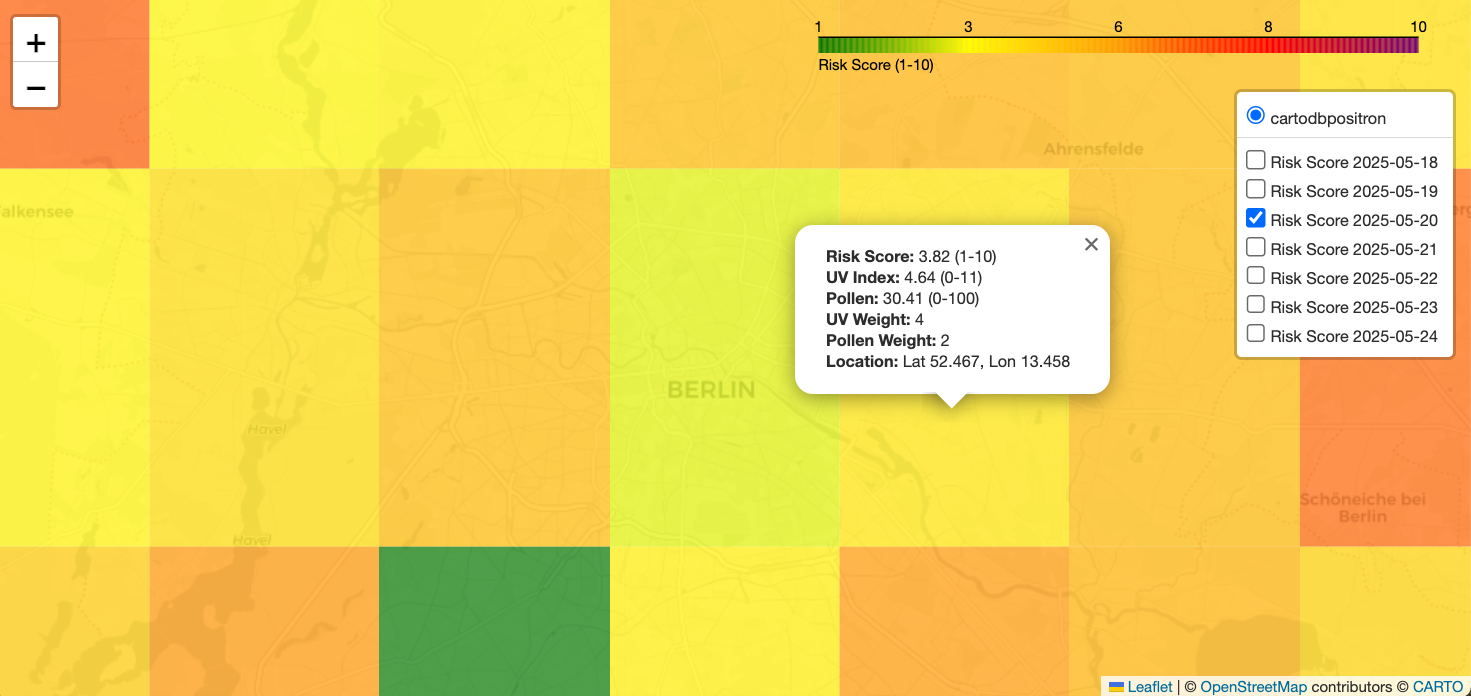 +
−
1 3 6 8 10
Risk Score (1-10)
cartodbpositron
Risk Score 2025-05-18
Risk Score 2025-05-19
Risk Score 2025-05-20
Risk Score 2025-05-21
Risk Score 2025-05-22
Risk Score 2025-05-23
Risk Score 2025-05-24
Ahrensfelde
alkensee
×
Risk Score: 3.82 (1-10)
UV Index: 4.64 (0-11)
Pollen: 30.41 (0-100)
UV Weight: 4
Pollen Weight: 2
Location: Lat 52.467, Lon 13.458
BERLIN
Havel
Schöneiche bei
Berlin
Havel
Leaflet | © OpenStreetMap contributors © CARTO